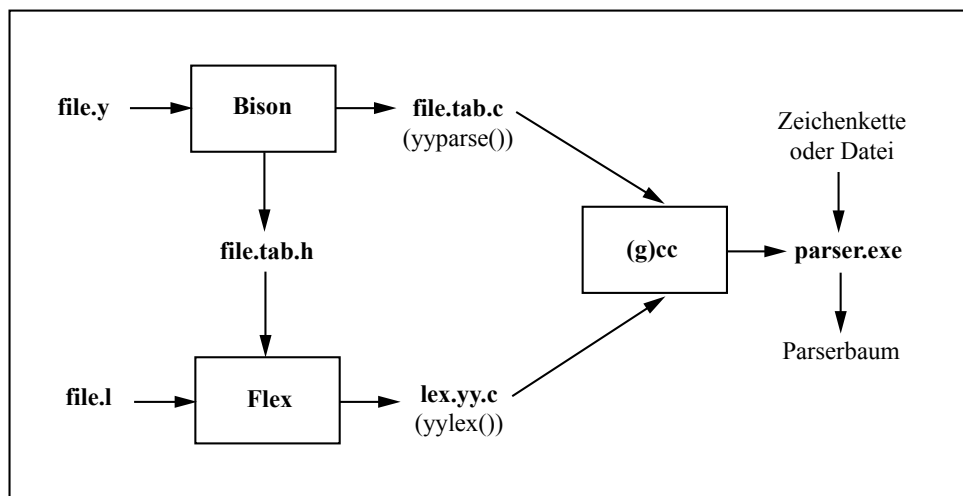 file.y
Bison
file.tab.c
(yyparse())
Zeichenkette
oder Datei
file.tab.h
(g)cc
parser.exe
Parserbaum
file.l
Flex
lex.yy.c
(yylex())